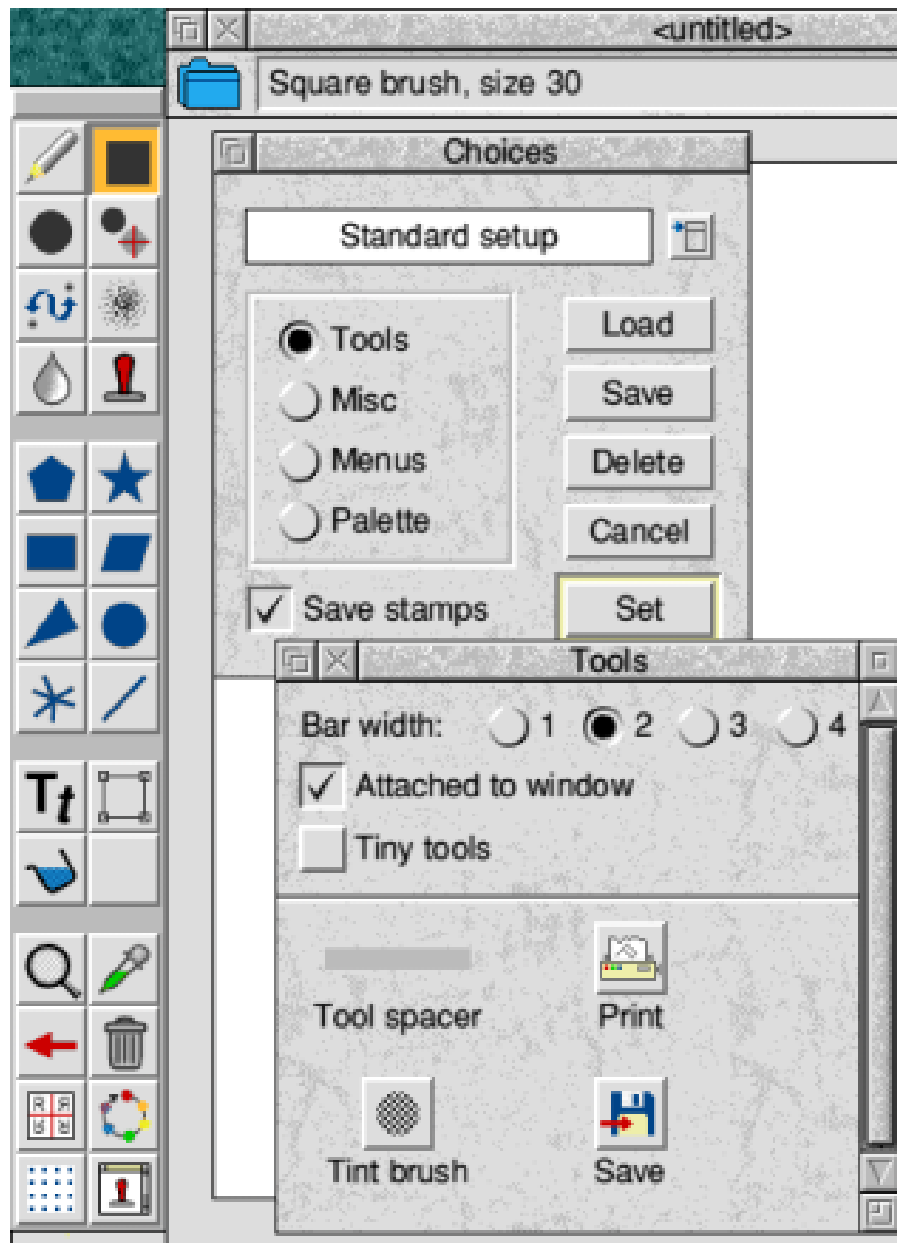 <untitled>
Square brush, size 30
Choices
Standard setup
Tools
Misc
Menus
Palette
Load
Save
Delete
Cancel
Save stamps
Set
Tools
Bar width: 1 2 3 4
Attached to window
Tiny tools
Tool spacer
Print
Tint brush
Save
Tt